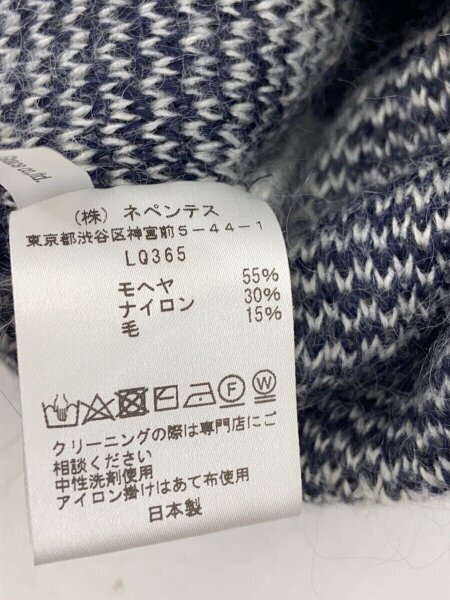 (株) ネペンテス
東京都渋谷区神宮前5-44-1
LQ365
モヘヤ 55%
ナイロン 30%
毛 15%
F W
クリーニングの際は専門店にご
相談ください
中性洗剤使用
アイロン掛けはあて布使用
日本製